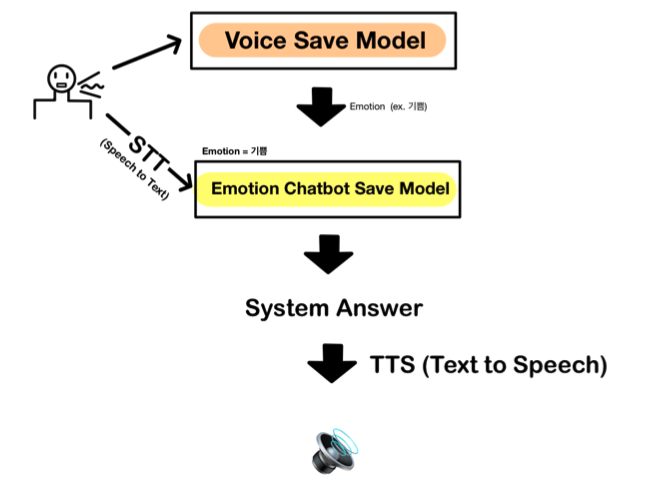 Voice Save Model
Emotion (ex. 기쁨)
STT
(Speech to Text)
Emotion = 기쁨
Emotion Chatbot Save Model
System Answer
TTS (Text to Speech)